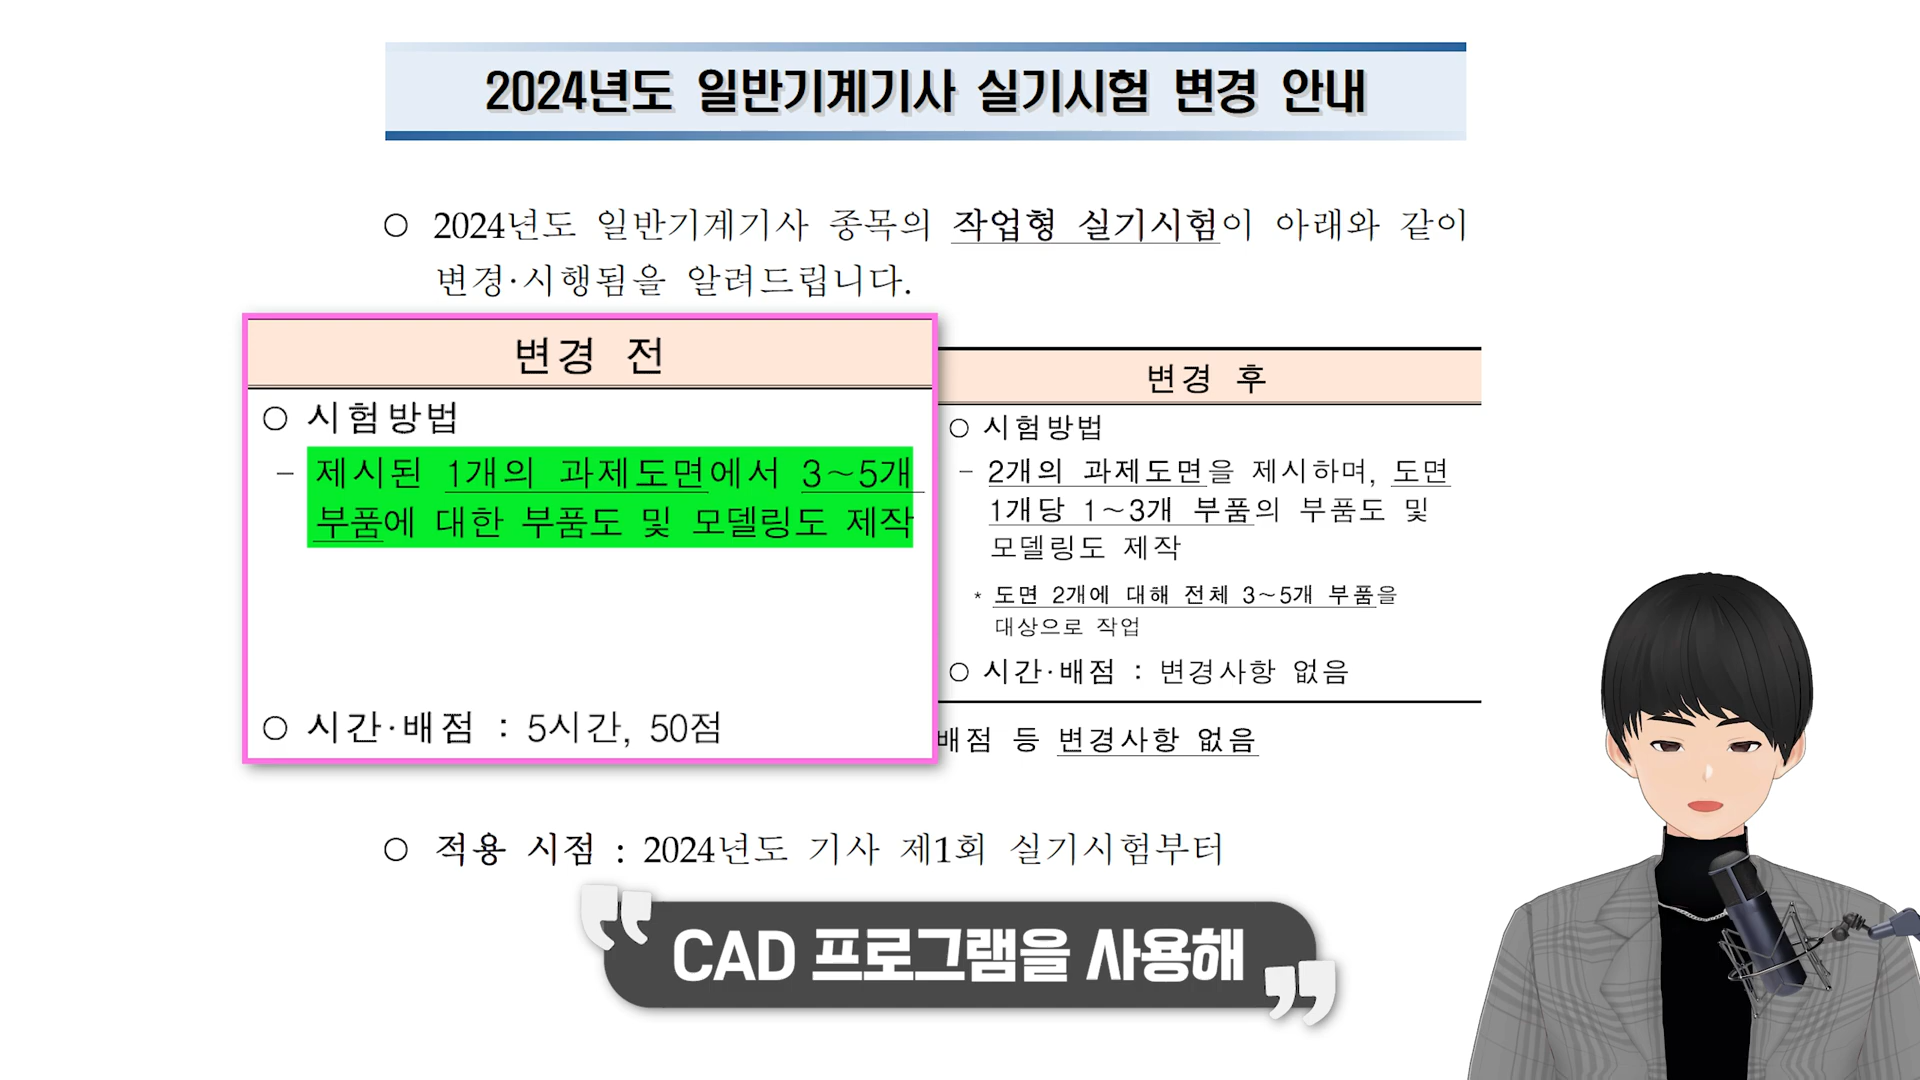 2024년도 일반기계기사 실기시험 변경 안내
○ 2024년도 일반기계기사 종목의 작업형 실기시험이 아래와 같이
변경·시행됨을 알려드립니다.
변경 전
○ 시험방법
- 제시된 1개의 과제도면에서 3~5개
부품에 대한 부품도 및 모델링도 제작
○ 시간·배점 : 5시간, 50점
변경 후
○ 시험방법
- 2개의 과제도면을 제시하며, 도면
1개당 1~3개 부품의 부품도 및
모델링도 제작
* 도면 2개에 대해 전체 3~5개 부품을
대상으로 작업
○ 시간·배점 : 변경사항 없음
배점 등 변경사항 없음
○ 적용 시점 : 2024년도 기사 제1회 실기시험부터
CAD 프로그램을 사용해